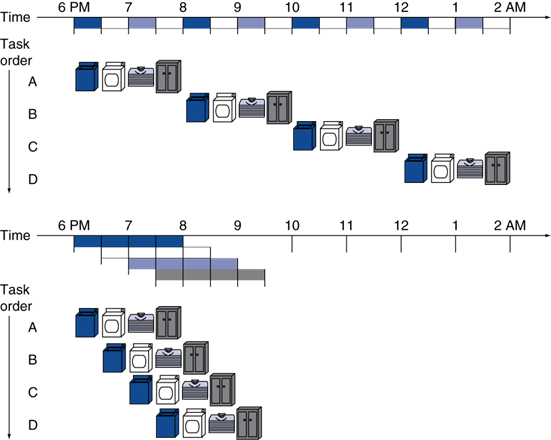 6 PM 7 8 9 10 11 12 1 2 AM
Time
Task
order
A
B
C
D
6 PM 7 8 9 10 11 12 1 2 AM
Time
Task
order
A
B
C
D